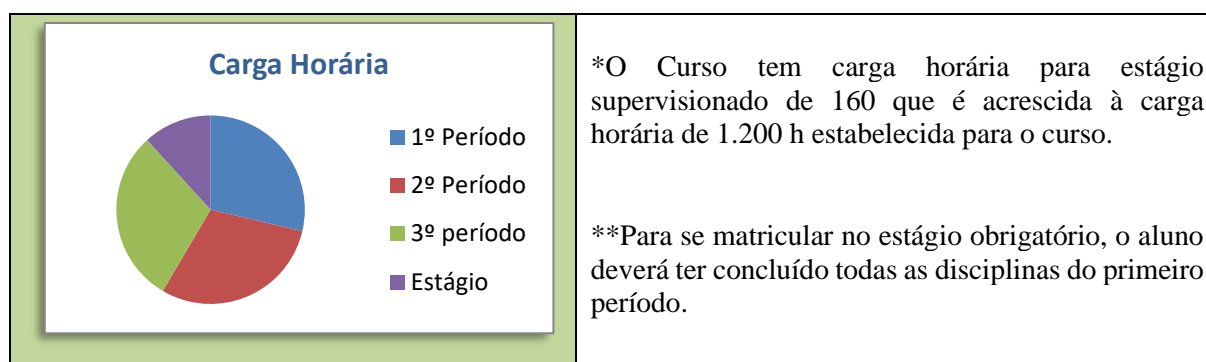 Carga Horária
1º Período
2º Período
3º período
Estágio
*O Curso tem carga horária para estágio
supervisionado de 160 que é acrescida à carga
horária de 1.200 h estabelecida para o curso.
**Para se matricular no estágio obrigatório, o aluno
deverá ter concluído todas as disciplinas do primeiro
período.